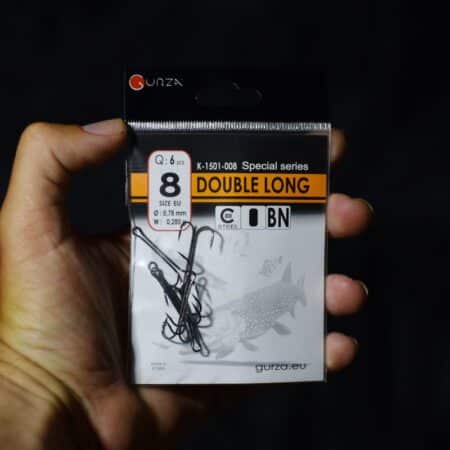 GURZA
Q: 6 pcs
K-1501-008 Special series
8
DOUBLE LONG
SIZE EU
Ø : 0,78 mm
W : 0,280
C
STEEL
BN
gurza.eu